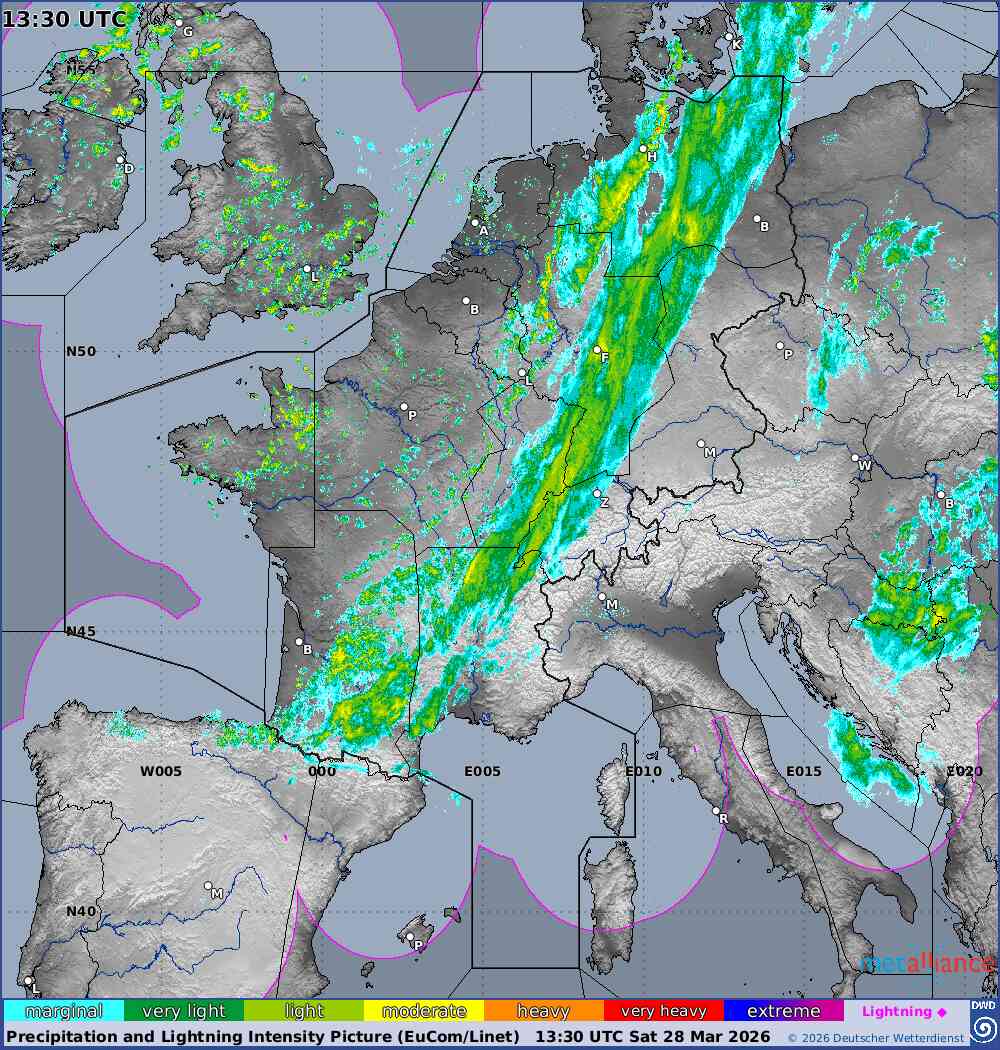 13:30 UTC
G
K
N55
D
H
A
B
L
B
N50
F
P
L
P
M
W
Z
B
M
N45
B
W005
000
E005
E010
E015
E020
R
M
N40
P
L
metalliance
marginal very light light moderate heavy very heavy extreme Lightning ◆
DWD
Precipitation and Lightning Intensity Picture (EuCom/Linet) 13:30 UTC Sat 28 Mar 2026 © 2026 Deutscher Wetterdienst